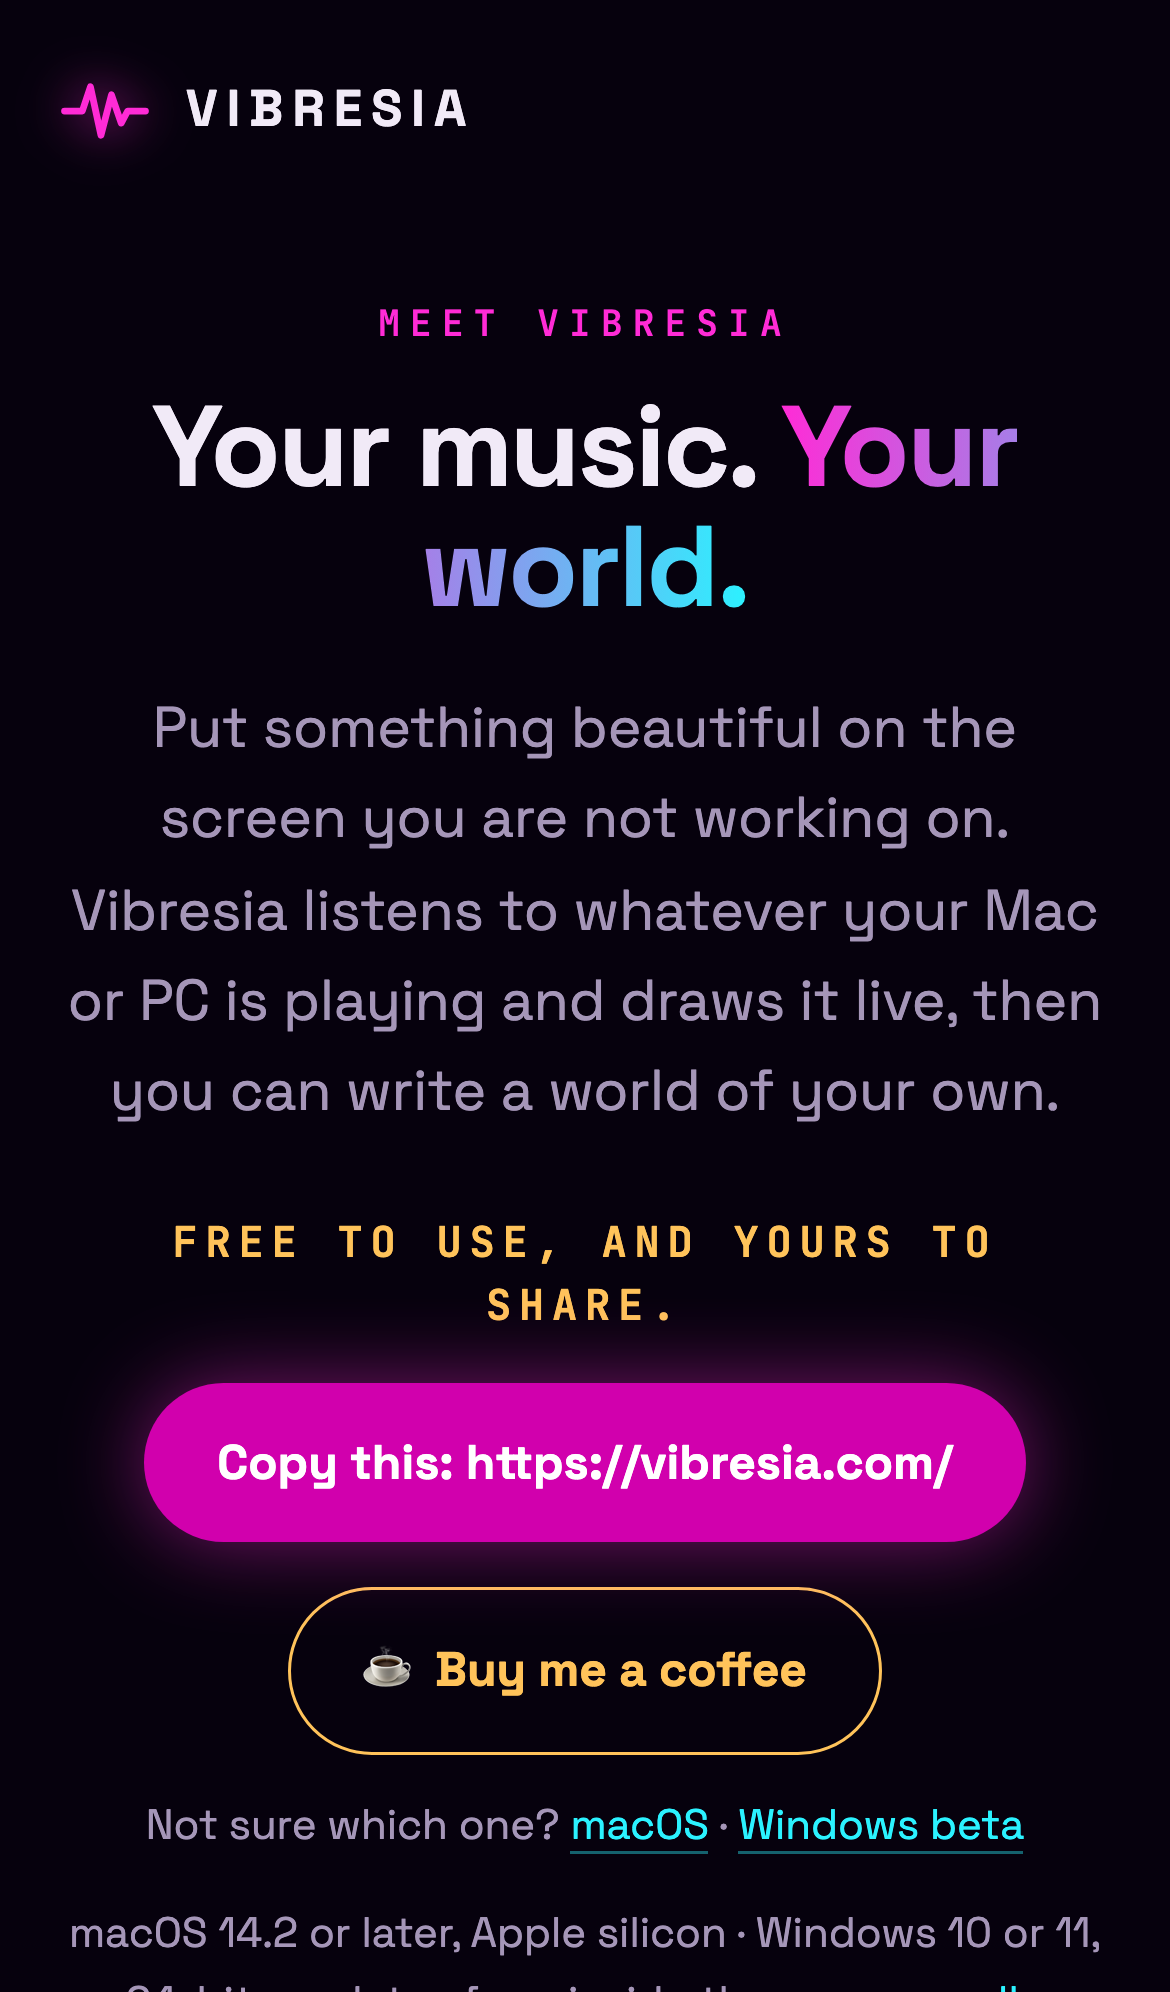 VIBRESIA
MEET VIBRESIA
Your music. Your
world.
Put something beautiful on the
screen you are not working on.
Vibresia listens to whatever your Mac
or PC is playing and draws it live, then
you can write a world of your own.
FREE TO USE, AND YOURS TO
SHARE.
Copy this: https://vibresia.com/
☕ Buy me a coffee
Not sure which one? macOS · Windows beta
macOS 14.2 or later, Apple silicon · Windows 10 or 11,